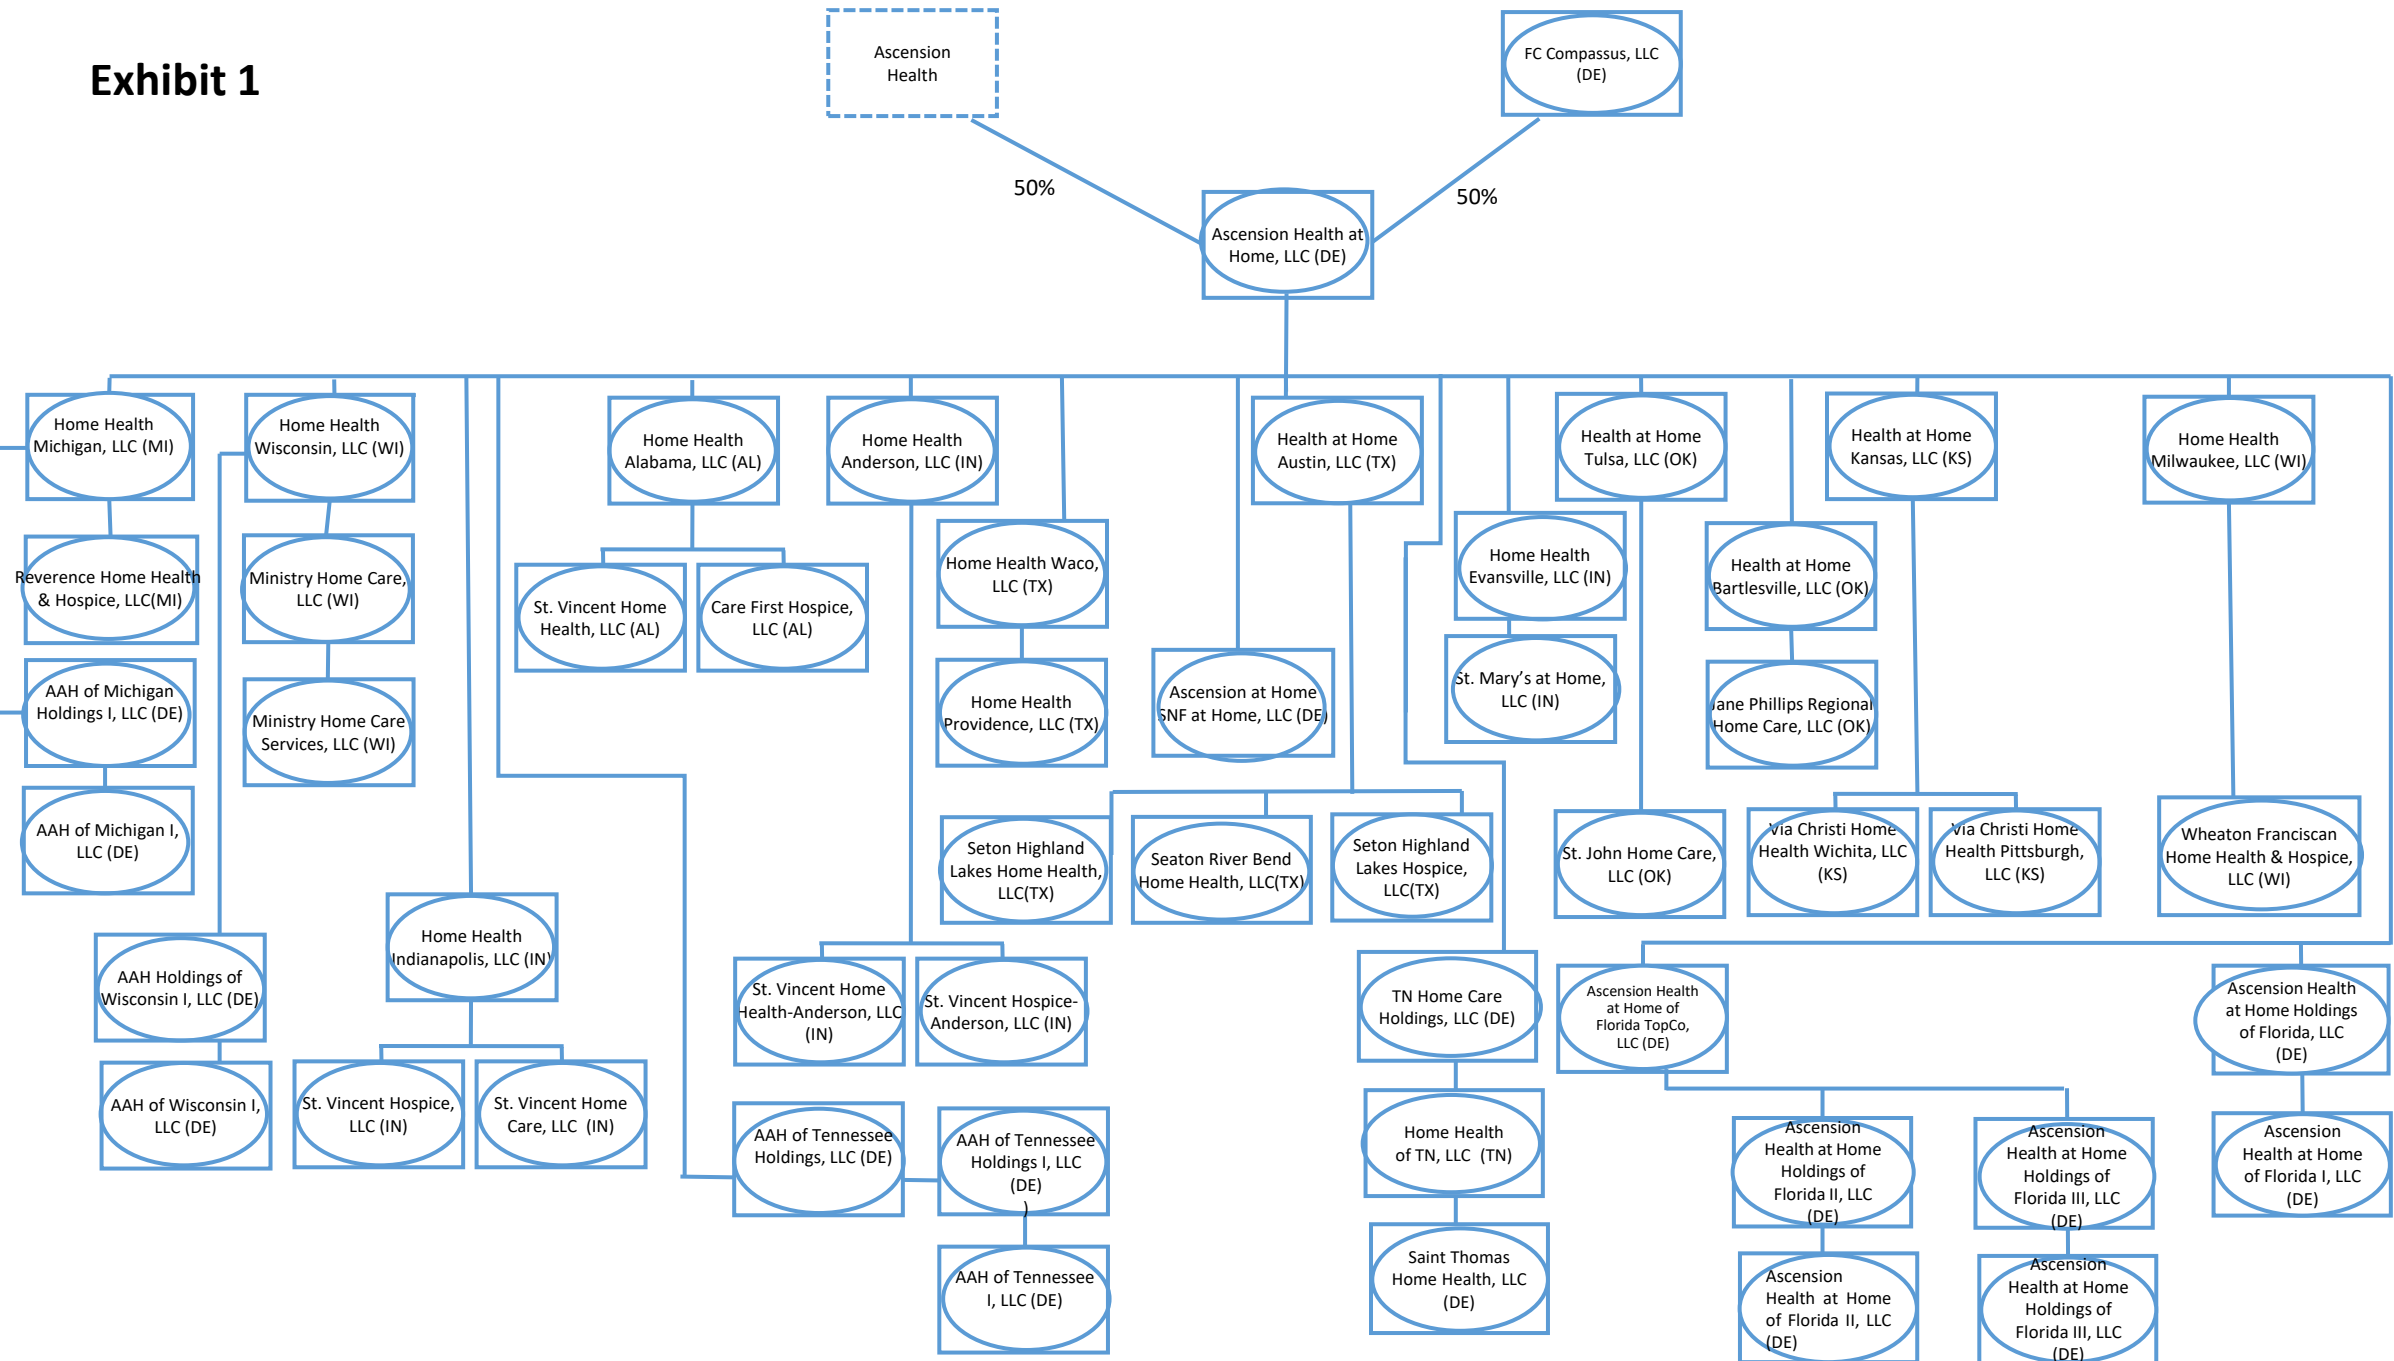 Exhibit 1
Ascension
Health
FC Compassus, LLC
(DE)
50%
50%
Ascension Health at
Home, LLC (DE)
Home Health
Michigan, LLC (MI)
Home Health
Wisconsin, LLC (WI)
Home Health
Alabama, LLC (AL)
Home Health
Anderson, LLC (IN)
Health at Home
Austin, LLC (TX)
Health at Home
Tulsa, LLC (OK)
Health at Home
Kansas, LLC (KS)
Home Health
Milwaukee, LLC (WI)
Reverence Home Health
& Hospice, LLC(MI)
Ministry Home Care,
LLC (WI)
St. Vincent Home
Health, LLC (AL)
Care First Hospice,
LLC (AL)
Home Health Waco,
LLC (TX)
Home Health
Evansville, LLC (IN)
Health at Home
Bartlesville, LLC (OK)
AAH of Michigan
Holdings I, LLC (DE)
Ministry Home Care
Services, LLC (WI)
Home Health
Providence, LLC (TX)
Ascension at Home
SNF at Home, LLC (DE)
St. Mary’s at Home,
LLC (IN)
Jane Phillips Regional
Home Care, LLC (OK)
AAH of Michigan I,
LLC (DE)
Seton Highland
Lakes Home Health,
LLC(TX)
Seaton River Bend
Home Health, LLC(TX)
Seton Highland
Lakes Hospice,
LLC(TX)
St. John Home Care,
LLC (OK)
Via Christi Home
Health Wichita, LLC
(KS)
Via Christi Home
Health Pittsburgh,
LLC (KS)
Wheaton Franciscan
Home Health & Hospice,
LLC (WI)
AAH Holdings of
Wisconsin I, LLC (DE)
Home Health
Indianapolis, LLC (IN)
St. Vincent Home
Health-Anderson, LLC
(IN)
St. Vincent Hospice-
Anderson, LLC (IN)
TN Home Care
Holdings, LLC (DE)
Ascension Health
at Home of
Florida TopCo,
LLC (DE)
Ascension Health
at Home Holdings
of Florida, LLC
(DE)
AAH of Wisconsin I,
LLC (DE)
St. Vincent Hospice,
LLC (IN)
St. Vincent Home
Care, LLC (IN)
AAH of Tennessee
Holdings, LLC (DE)
AAH of Tennessee
Holdings I, LLC
(DE)
)
Home Health
of TN, LLC (TN)
Ascension
Health at Home
Holdings of
Florida II, LLC
(DE)
Ascension
Health at Home
Holdings of
Florida III, LLC
(DE)
Ascension
Health at Home
of Florida I, LLC
(DE)
AAH of Tennessee
I, LLC (DE)
Saint Thomas
Home Health, LLC
(DE)
Ascension
Health at Home
of Florida II, LLC
(DE)
Ascension
Health at Home
Holdings of
Florida III, LLC
(DE)